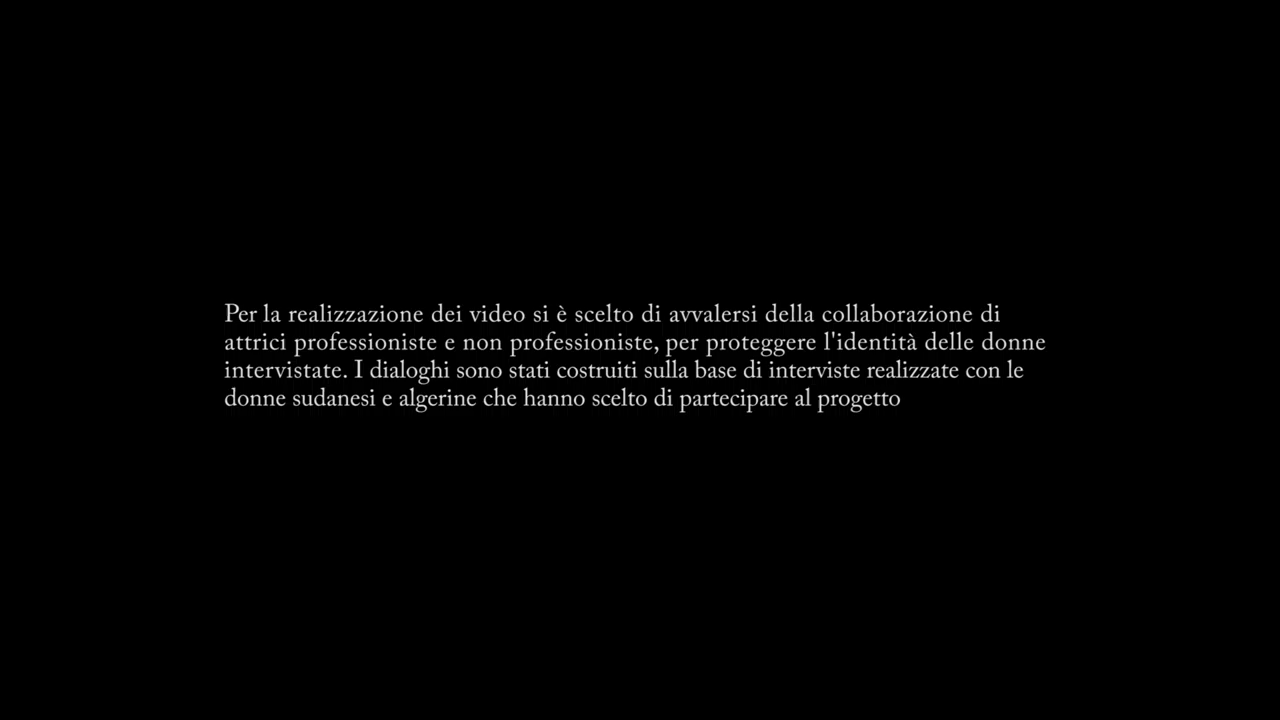 Per la realizzazione dei video si è scelto di avvalersi della collaborazione di
attrici professioniste e non professioniste, per proteggere l'identità delle donne
intervistate. I dialoghi sono stati costruiti sulla base di interviste realizzate con le
donne sudanesi e algerine che hanno scelto di partecipare al progetto